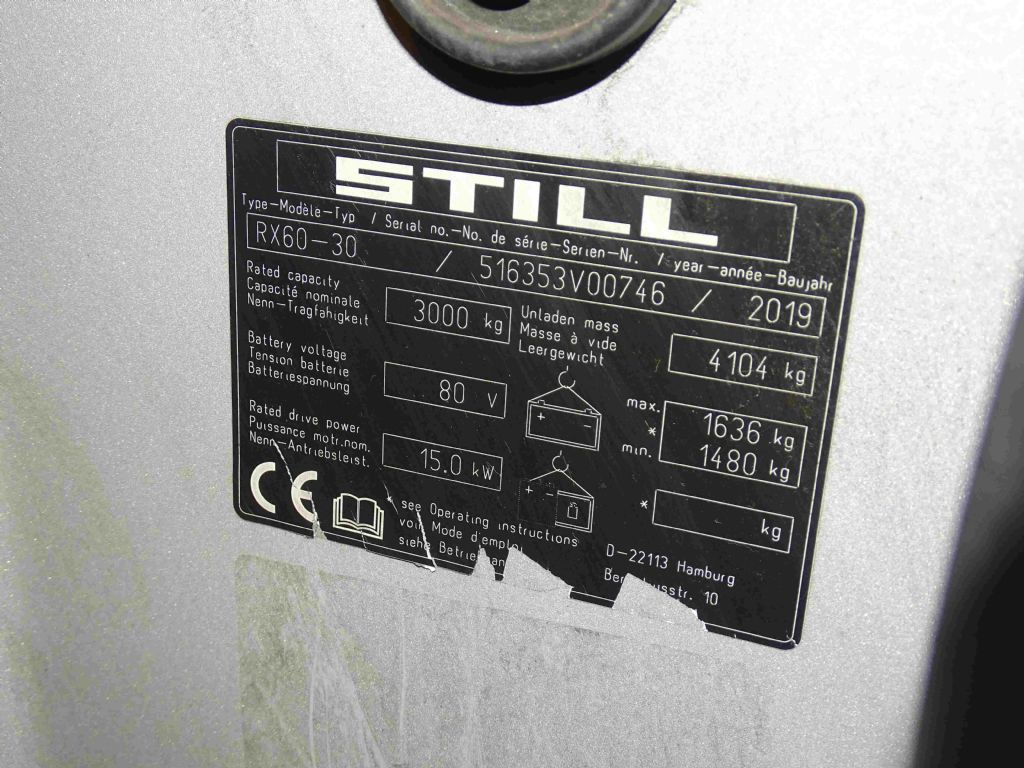 STILL
Type-Modèle-Typ / Serial no.-No. de série-Serien-Nr. / year-année-Baujahr
RX60-30 / 516353V00746 / 2019
Rated capacity
Capacité nominale
Nenn-Tragfähigkeit
3000 kg
Unladen mass
Masse à vide
Leergewicht
4104 kg
Battery voltage
Tension batterie
Batteriespannung
80 V
+ -
max. 1636 kg
*
min. 1480 kg
Rated drive power
Puissance motr.nom.
Nenn-Antriebsleist.
15.0 kW
+ -
* kg
CE
see Operating instructions
voir Mode d'emploi
siehe
D-22113 Hamburg
10